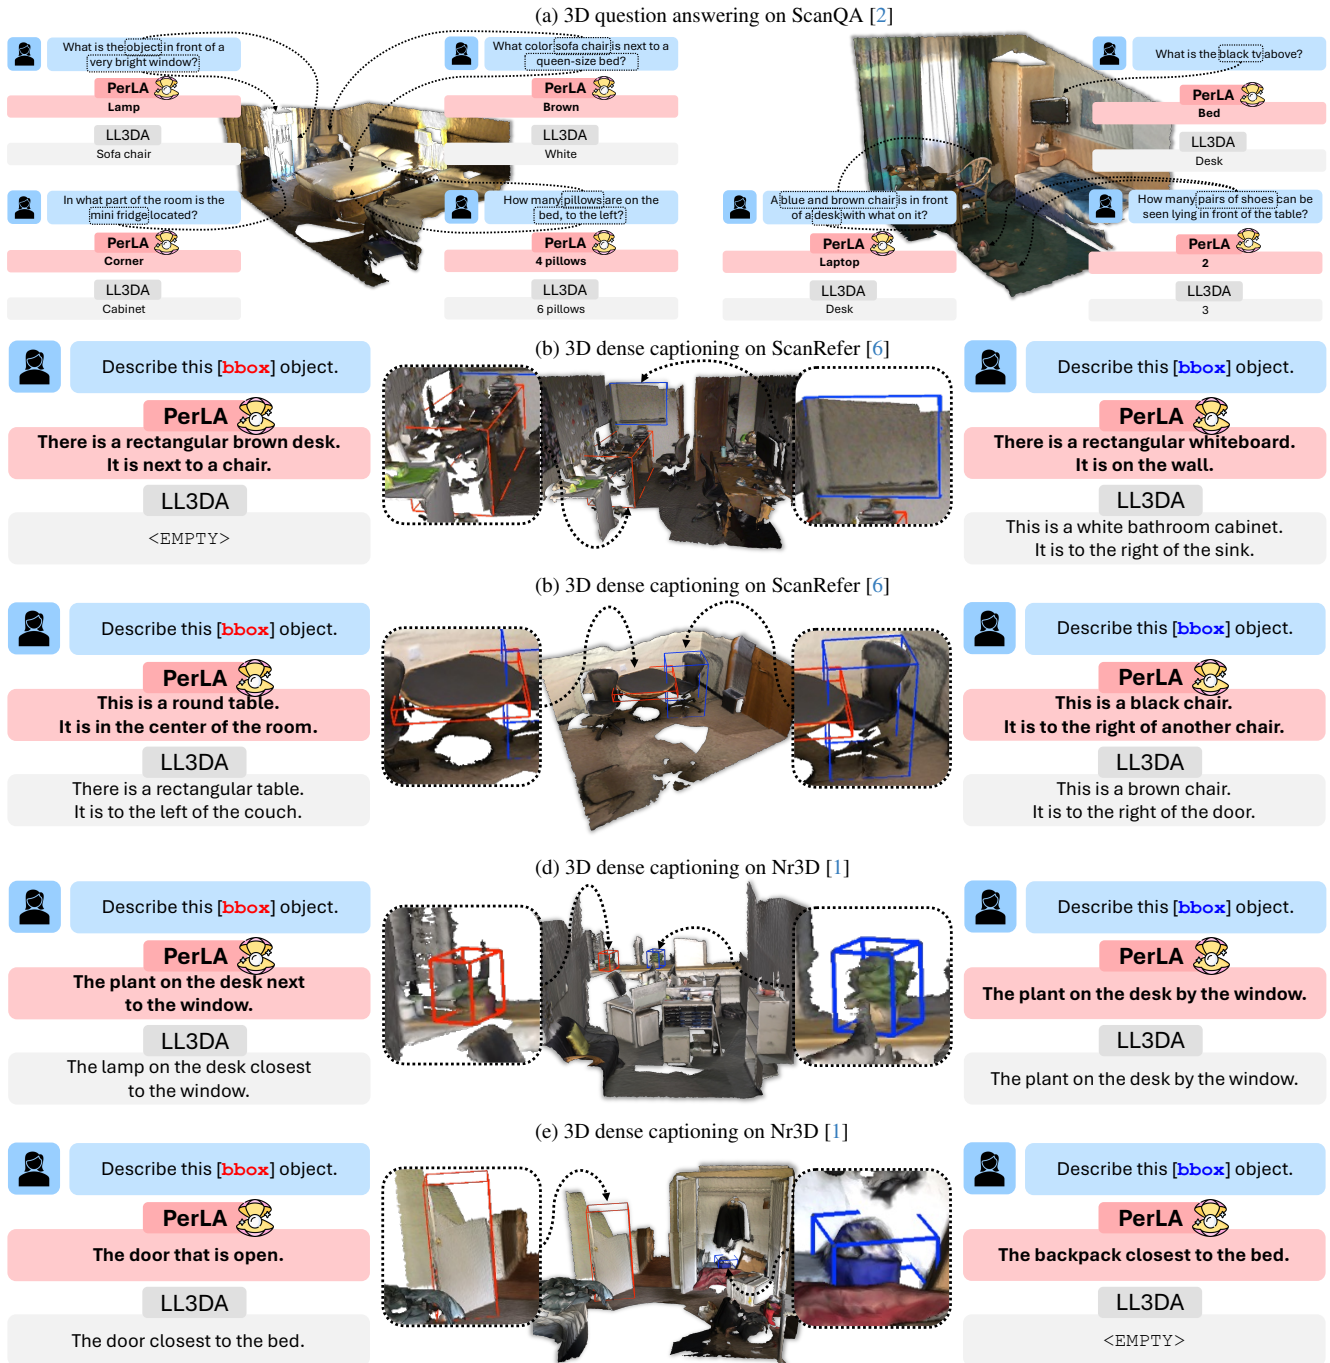 (a) 3D question answering on ScanQA [2]
What is the object in front of a
very bright window?
PerLA
Lamp
LL3DA
Sofa chair
What color sofa chair is next to a
queen-size bed?
PerLA
Brown
LL3DA
White
What is the black tv above?
PerLA
Bed
LL3DA
Desk
In what part of the room is the
mini fridge located?
PerLA
Corner
LL3DA
Cabinet
How many pillows are on the
bed, to the left?
PerLA
4 pillows
LL3DA
6 pillows
A blue and brown chair is in front
of a desk with what on it?
PerLA
Laptop
LL3DA
Desk
How many pairs of shoes can be
seen lying in front of the table?
PerLA
2
LL3DA
3
(b) 3D dense captioning on ScanRefer [6]
Describe this [bbox] object.
PerLA
There is a rectangular brown desk.
It is next to a chair.
LL3DA
<EMPTY>
Describe this [bbox] object.
PerLA
There is a rectangular whiteboard.
It is on the wall.
LL3DA
This is a white bathroom cabinet.
It is to the right of the sink.
(b) 3D dense captioning on ScanRefer [6]
Describe this [bbox] object.
PerLA
This is a round table.
It is in the center of the room.
LL3DA
There is a rectangular table.
It is to the left of the couch.
Describe this [bbox] object.
PerLA
This is a black chair.
It is to the right of another chair.
LL3DA
This is a brown chair.
It is to the right of the door.
(d) 3D dense captioning on Nr3D [1]
Describe this [bbox] object.
PerLA
The plant on the desk next
to the window.
LL3DA
The lamp on the desk closest
to the window.
Describe this [bbox] object.
PerLA
The plant on the desk by the window.
LL3DA
The plant on the desk by the window.
(e) 3D dense captioning on Nr3D [1]
Describe this [bbox] object.
PerLA
The door that is open.
LL3DA
The door closest to the bed.
Describe this [bbox] object.
PerLA
The backpack closest to the bed.
LL3DA
<EMPTY>